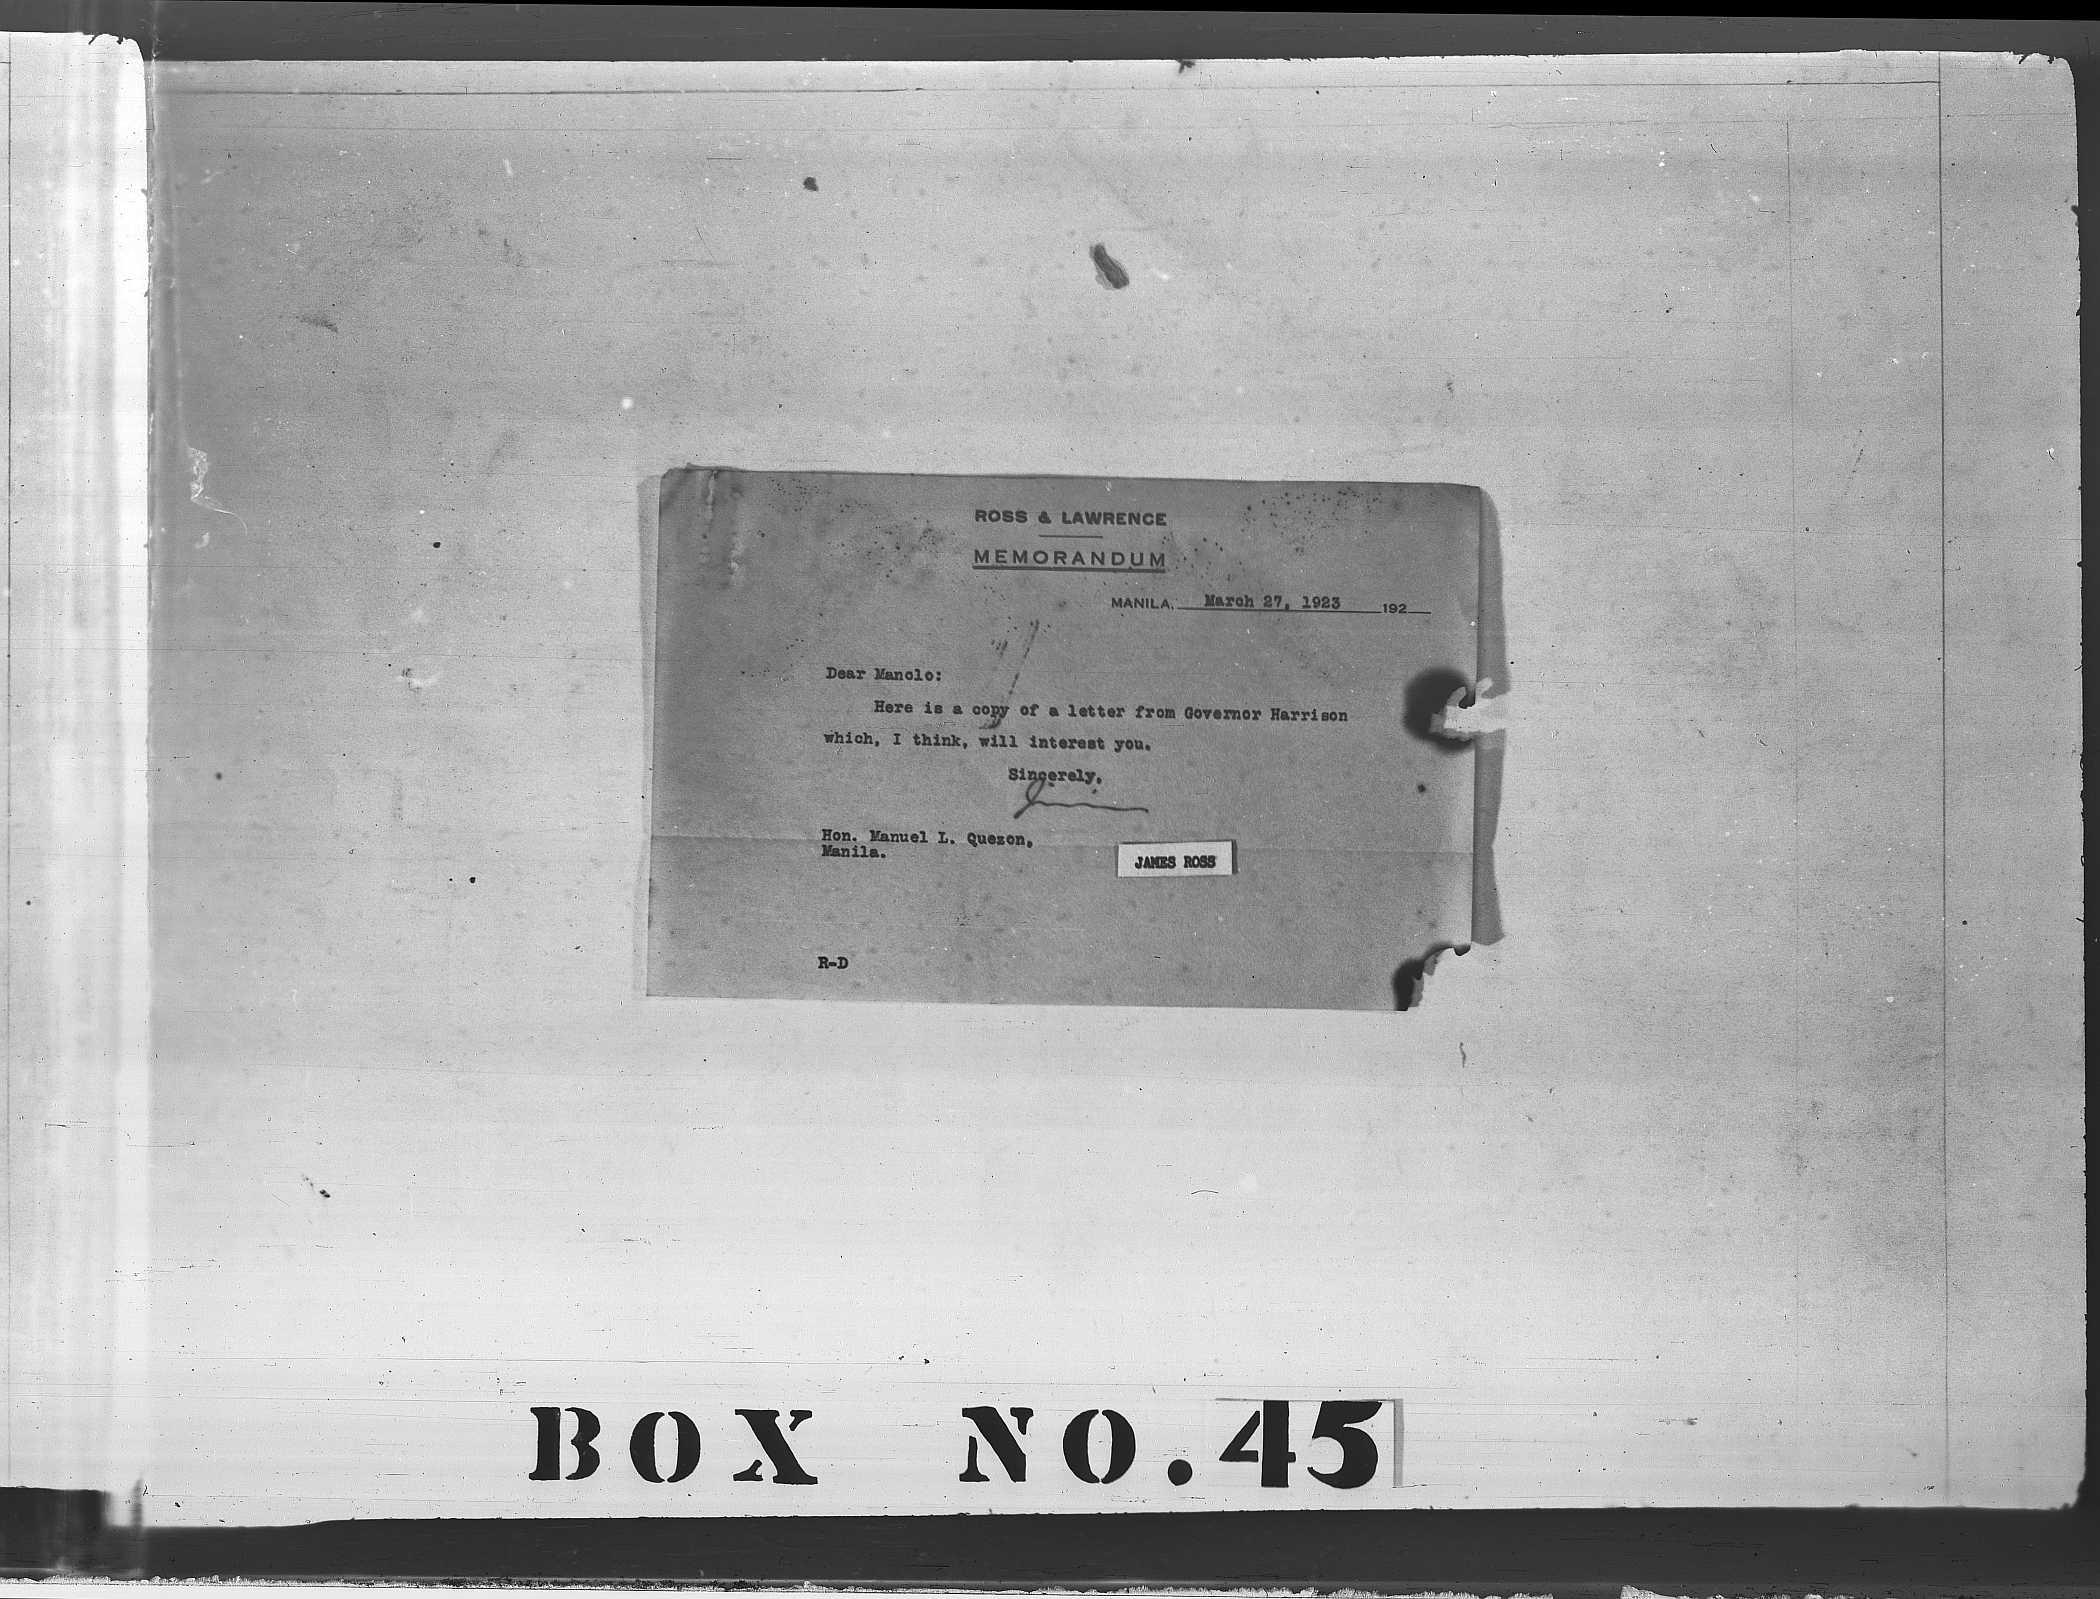 ROSS & LAWRENCE
MEMORANDUM
MANILA, March 27, 1923 192
Dear Manolo:
Here is a copy of a letter from Governor Harrison
which, I think, will interest you.
Sincerely,
Jim
Hon. Manuel L. Quezon,
Manila.
JAMES ROSS
R-D
BOX NO. 45